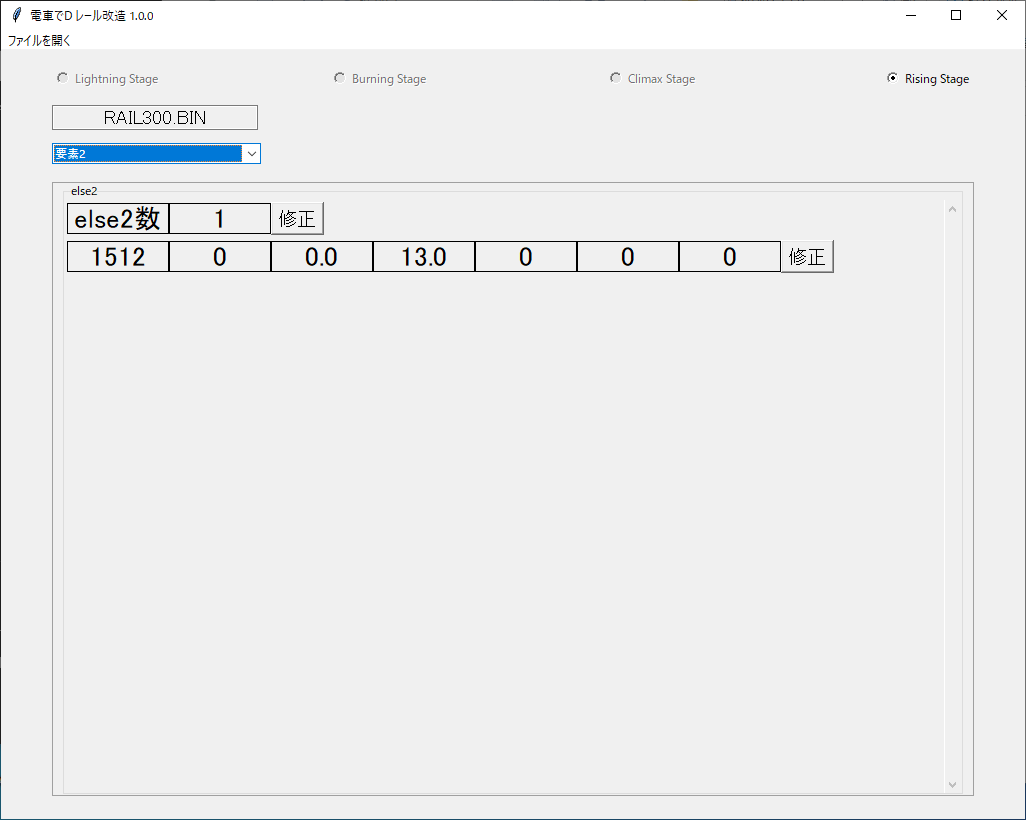 電車でDレール改造 1.0.0
ファイルを開く
Lightning Stage Burning Stage Climax Stage Rising Stage
RAIL300.BIN
要素2
else2
else2数 1 修正
1512 0 0.0 13.0 0 0 0 修正